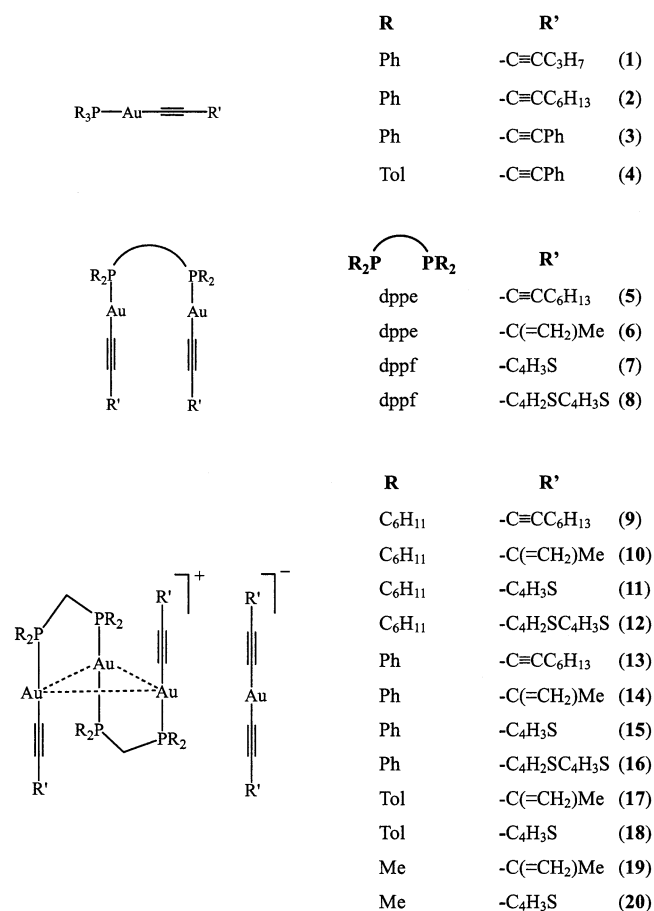 R R'
Ph -C≡CC₃H₇ (1)
Ph -C≡CC₆H₁₃ (2)
Ph -C≡CPh (3)
Tol -C≡CPh (4)
R₃P Au R'
R₂P PR₂
Au Au
R' R'
R₂P PR₂ R'
dppe -C≡CC₆H₁₃ (5)
dppe -C(=CH₂)Me (6)
dppf -C₄H₃S (7)
dppf -C₄H₂SC₄H₃S (8)
R R'
C₆H₁₁ -C≡CC₆H₁₃ (9)
C₆H₁₁ -C(=CH₂)Me (10)
C₆H₁₁ -C₄H₃S (11)
C₆H₁₁ -C₄H₂SC₄H₃S (12)
Ph -C≡CC₆H₁₃ (13)
Ph -C(=CH₂)Me (14)
Ph -C₄H₃S (15)
Ph -C₄H₂SC₄H₃S (16)
Tol -C(=CH₂)Me (17)
Tol -C₄H₃S (18)
Me -C(=CH₂)Me (19)
Me -C₄H₃S (20)
+ −
R' R'
R₂P PR₂
Au
Au Au Au
R₂P PR₂
R' R'